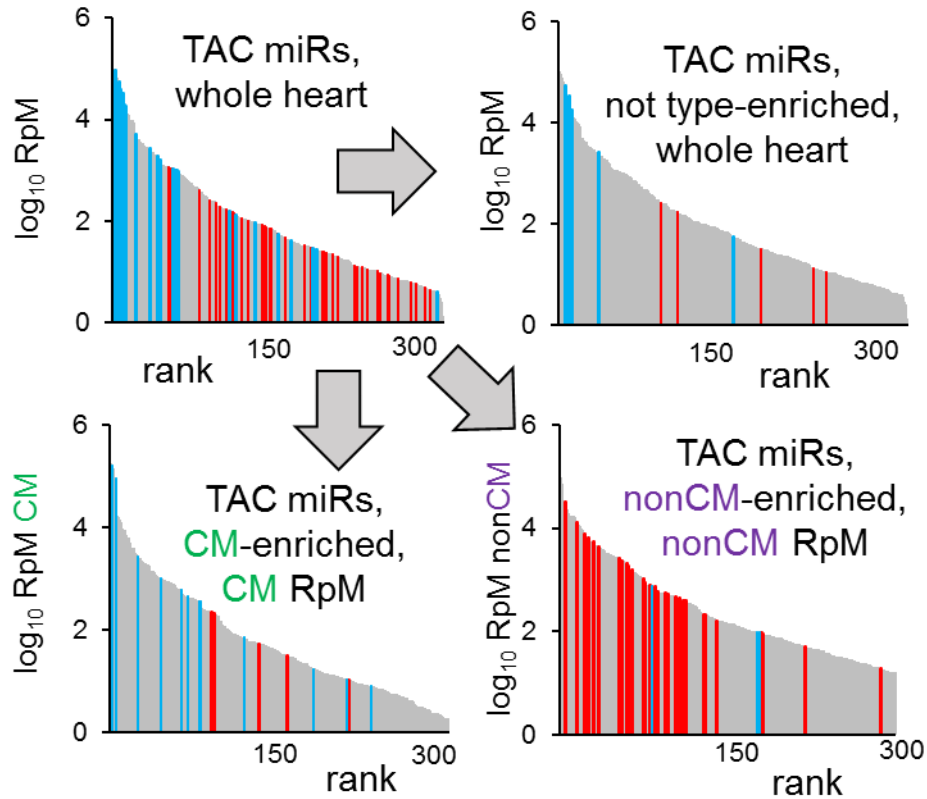 6
4
2
0
log10 RpM
TAC miRs,
whole heart
150
300
rank
6
4
2
0
log10 RpM
TAC miRs,
not type-enriched,
whole heart
150
300
rank
6
4
2
0
log10 RpM CM
TAC miRs,
CM-enriched,
CM RpM
150
300
rank
6
4
2
0
log10 RpM nonCM
TAC miRs,
nonCM-enriched,
nonCM RpM
150
300
rank